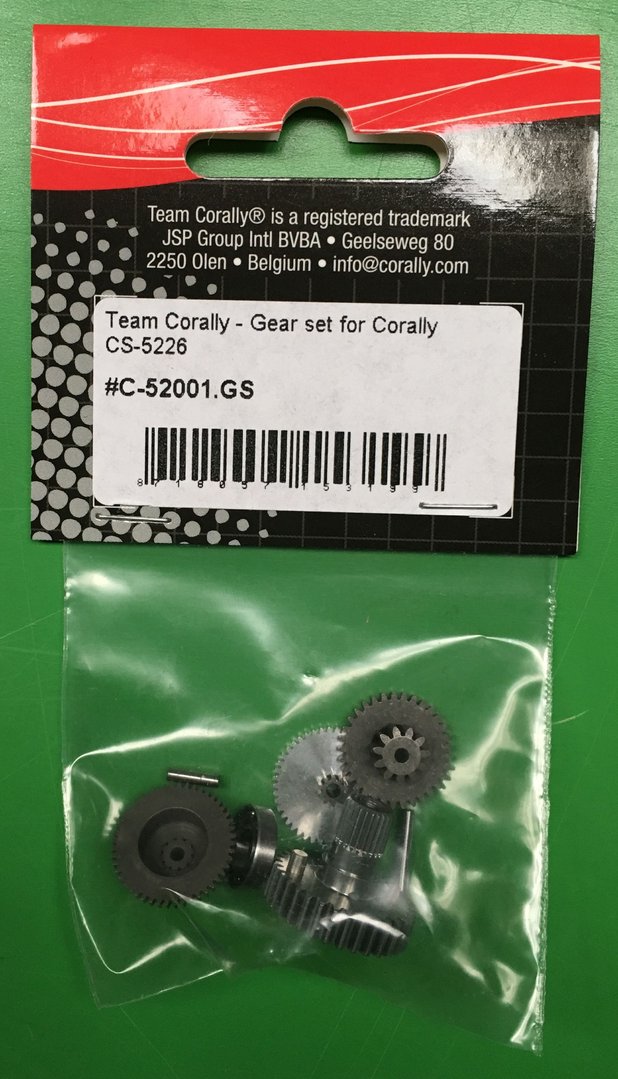 Team Corally® is a registered trademark
JSP Group Intl BVBA • Geelseweg 80
2250 Olen • Belgium • info@corally.com
Team Corally - Gear set for Corally
CS-5226
#C-52001.GS
8718057153199